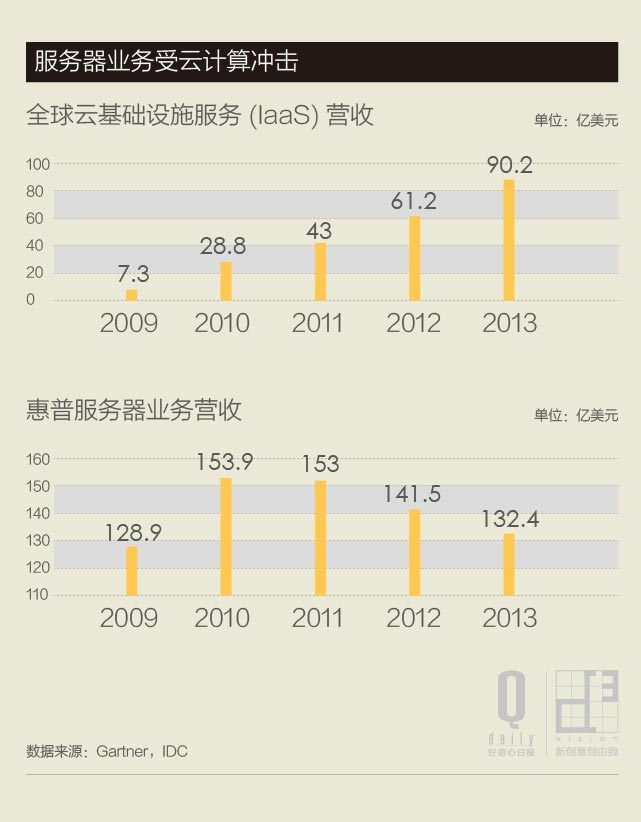 服务器业务受云计算冲击
全球云基础设施服务 (IaaS) 营收
单位：亿美元
100
80
60
40
20
0
7.3
28.8
43
61.2
90.2
2009 2010 2011 2012 2013
惠普服务器业务营收
单位：亿美元
160
150
140
130
120
110
128.9
153.9
153
141.5
132.4
2009 2010 2011 2012 2013
数据来源：Gartner，IDC
Q
daily
好奇心日报
vision
新创意创由我